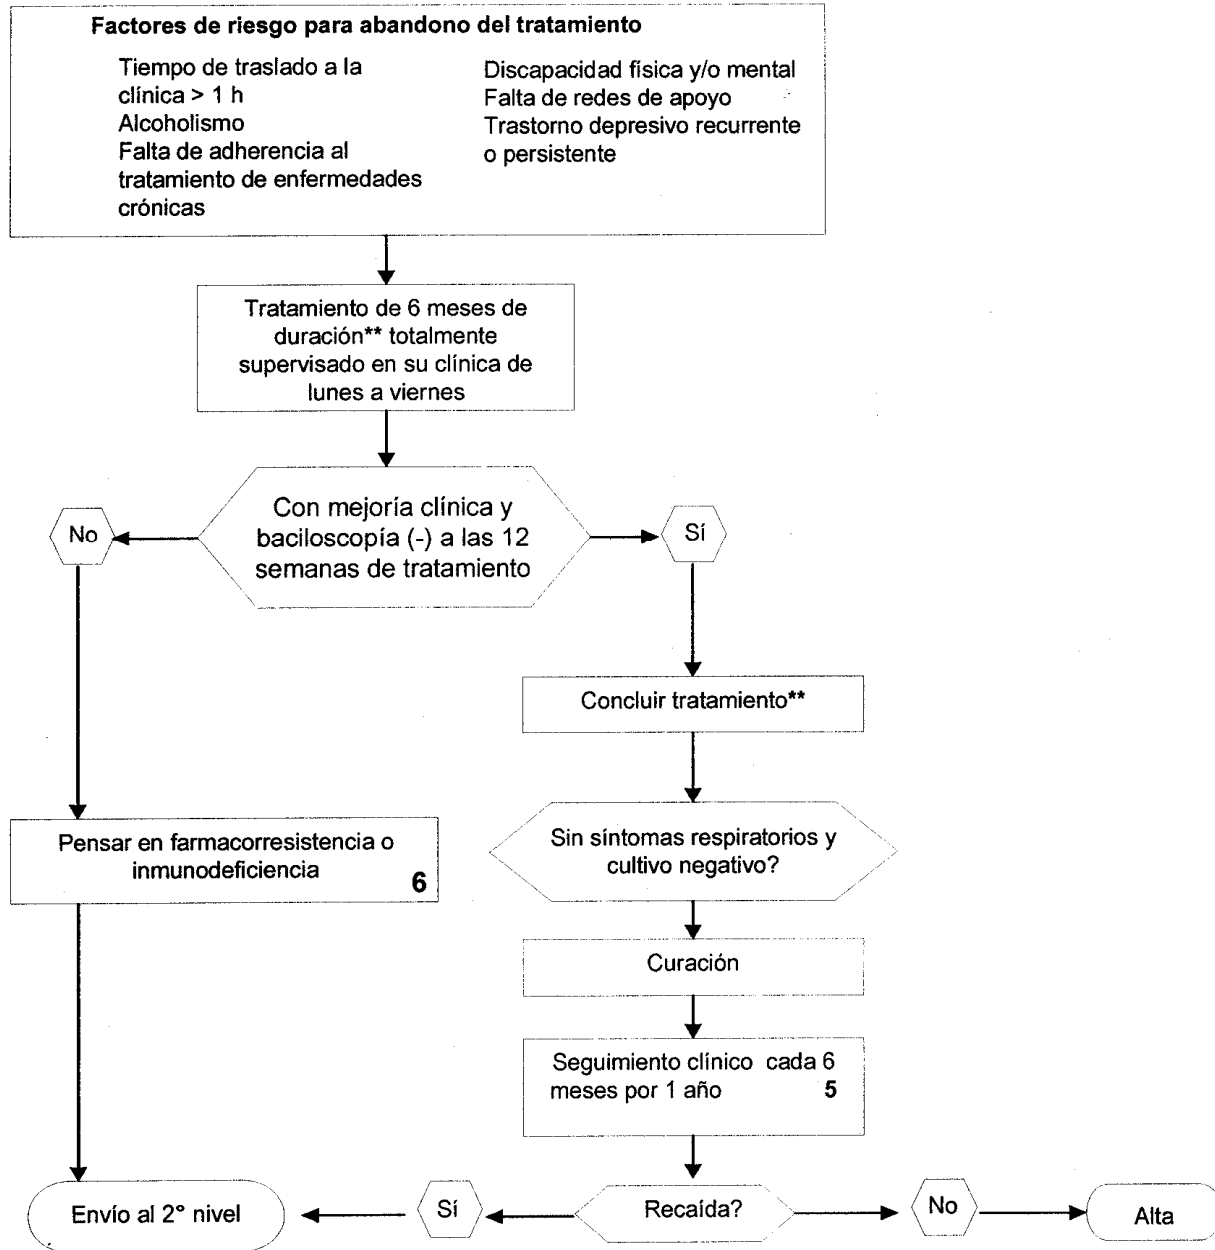 Factores de riesgo para abandono del tratamiento
Tiempo de traslado a la
clínica > 1 h
Alcoholismo
Falta de adherencia al
tratamiento de enfermedades
crónicas
Discapacidad física y/o mental
Falta de redes de apoyo
Trastorno depresivo recurrente
o persistente
Tratamiento de 6 meses de
duración** totalmente
supervisado en su clínica de
lunes a viernes
Con mejoría clínica y
baciloscopía (-) a las 12
semanas de tratamiento
No
Sí
Concluir tratamiento**
Pensar en farmacorresistencia o
inmunodeficiencia
6
Sin síntomas respiratorios y
cultivo negativo?
Curación
Seguimiento clínico cada 6
meses por 1 año 5
Envío al 2° nivel
Sí
Recaída?
No
Alta